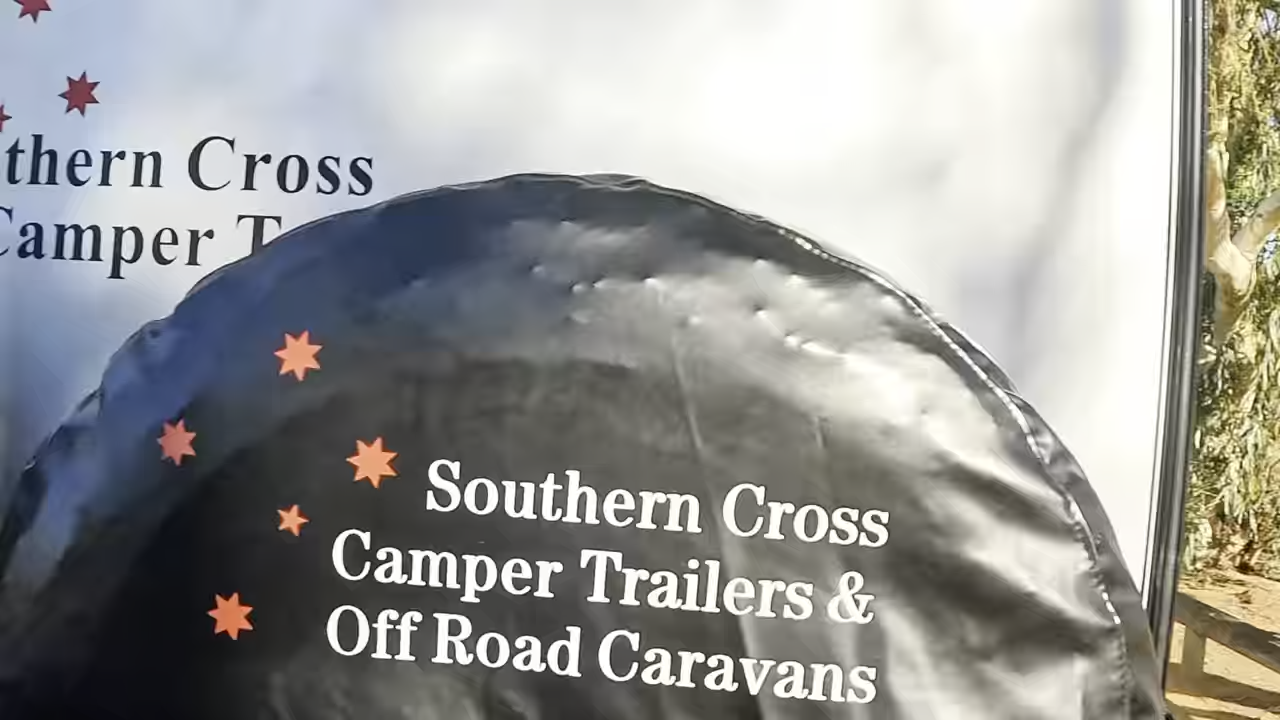 thern Cross
Camper T
Southern Cross
Camper Trailers &
Off Road Caravans